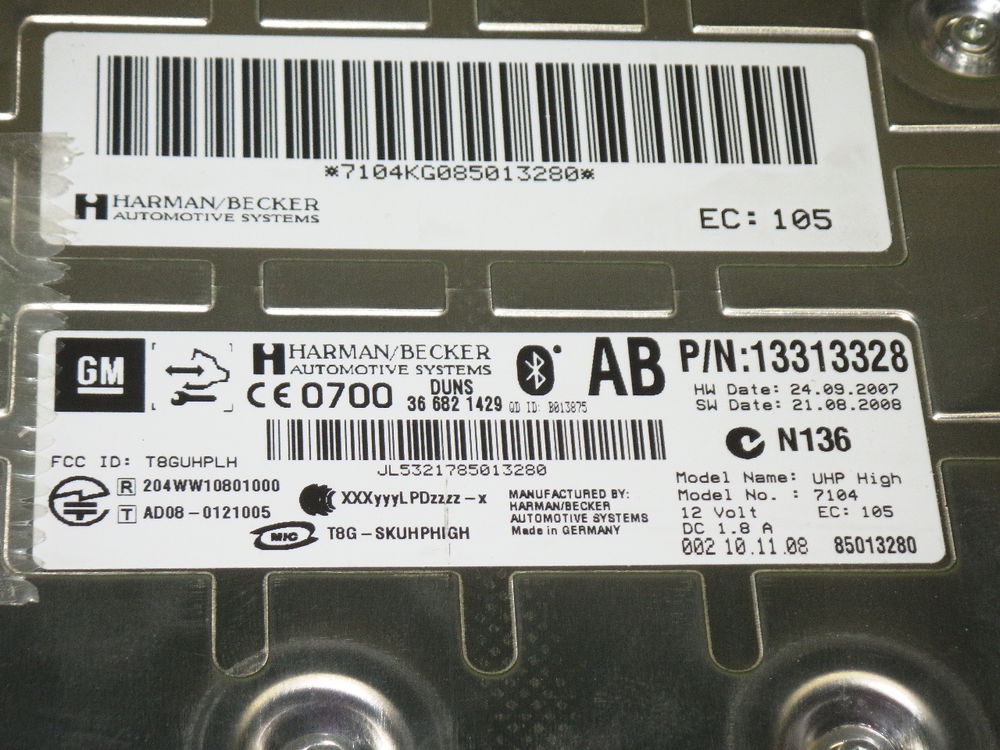 *7104KG085013280*
HARMAN/BECKER
AUTOMOTIVE SYSTEMS
EC: 105
GM
HARMAN/BECKER
AUTOMOTIVE SYSTEMS
CE 0700
DUNS
36 682 1429
QD ID: B013875
AB
P/N:13313328
HW Date: 24.09.2007
SW Date: 21.08.2008
N136
JL5321785013280
FCC ID: T8GUHPLH
R 204WW10801000
T AD08-0121005
XXXyyyLPDzzzz-x
MIC T8G-SKUHPHIGH
MANUFACTURED BY:
HARMAN/BECKER
AUTOMOTIVE SYSTEMS
Made in GERMANY
Model Name: UHP High
Model No. : 7104
12 Volt EC: 105
DC 1.8 A
002 10.11.08 85013280